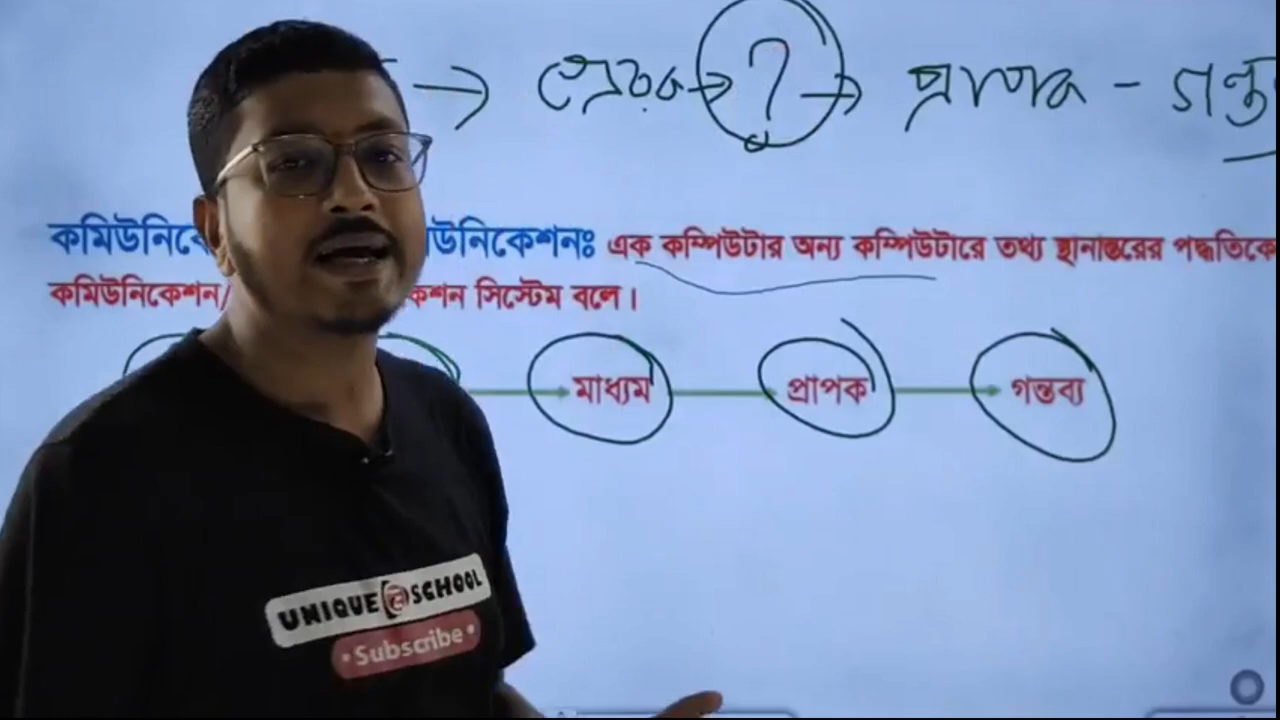 → প্রেরক → ? → প্রাপক - গন্ত
কমিউনিকে উনিকেশনঃ এক কম্পিউটার অন্য কম্পিউটারে তথ্য স্থানান্তরের পদ্ধতিকে
কমিউনিকেশন/ কেশন সিস্টেম বলে।
মাধ্যম প্রাপক গন্তব্য
UNIQUE e SCHOOL
• Subscribe •